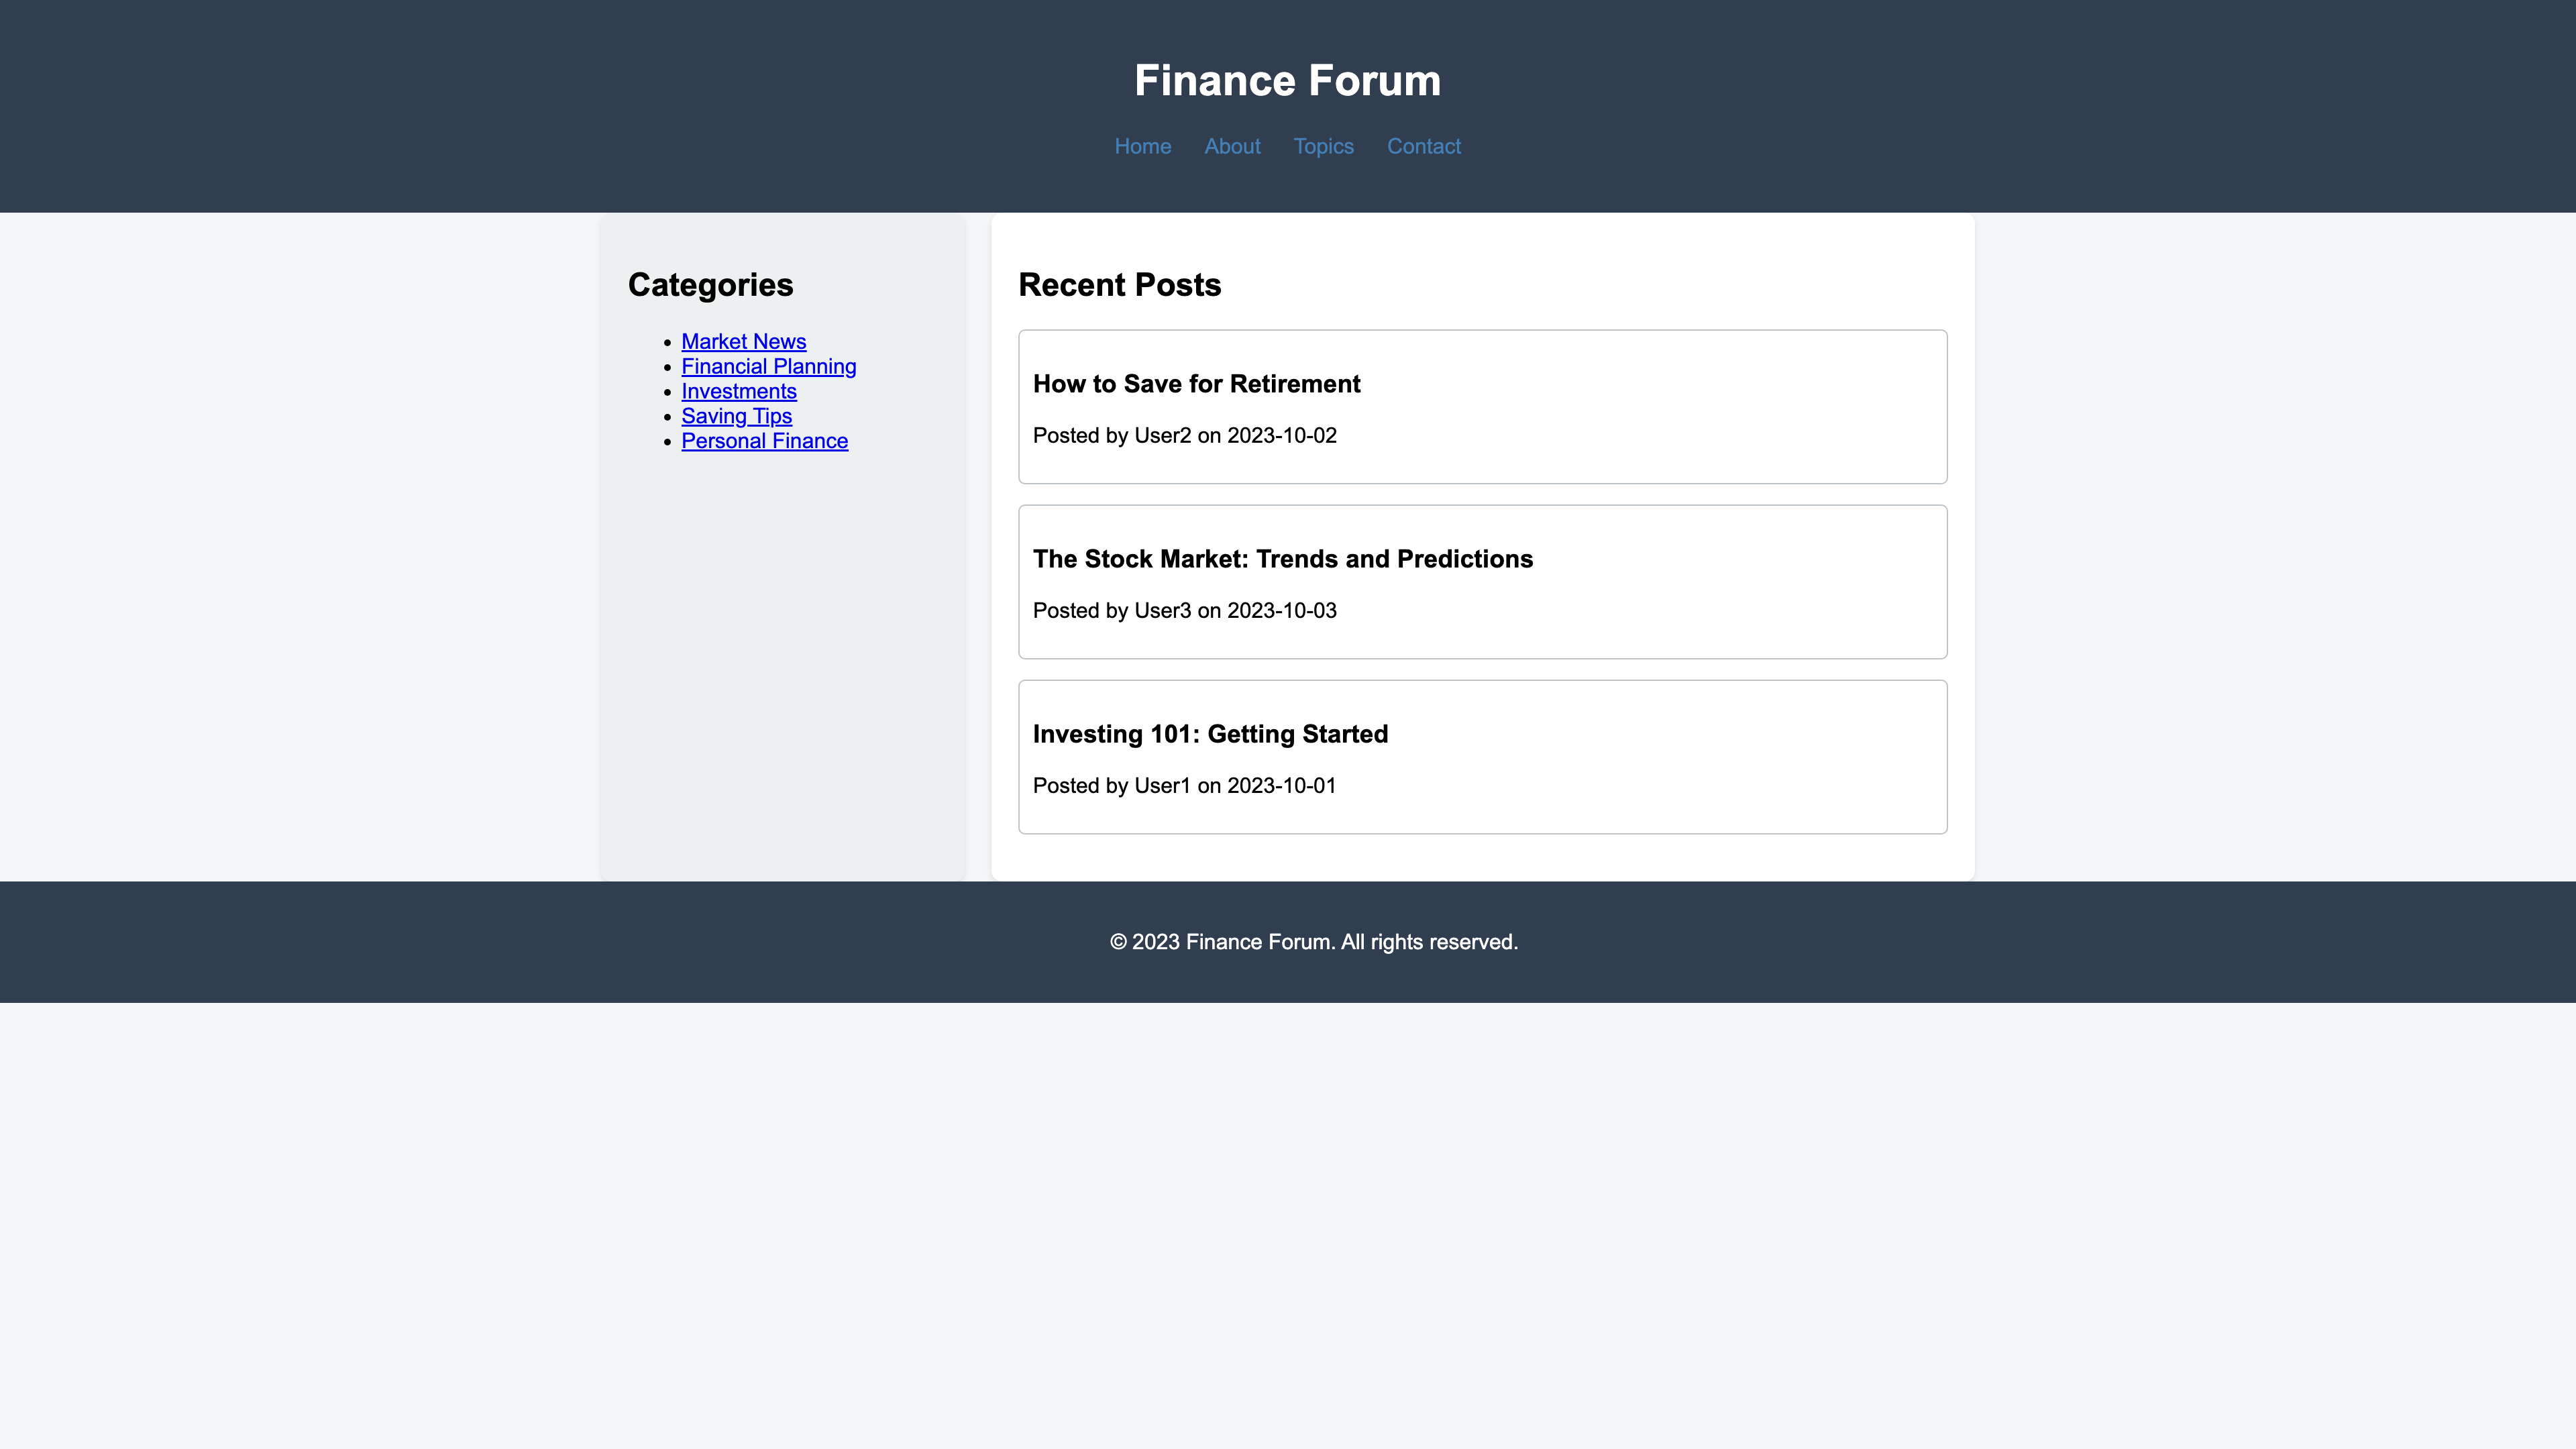 Finance Forum
Home About Topics Contact
Categories
Market News
Financial Planning
Investments
Saving Tips
Personal Finance
Recent Posts
How to Save for Retirement
Posted by User2 on 2023-10-02
The Stock Market: Trends and Predictions
Posted by User3 on 2023-10-03
Investing 101: Getting Started
Posted by User1 on 2023-10-01
© 2023 Finance Forum. All rights reserved.